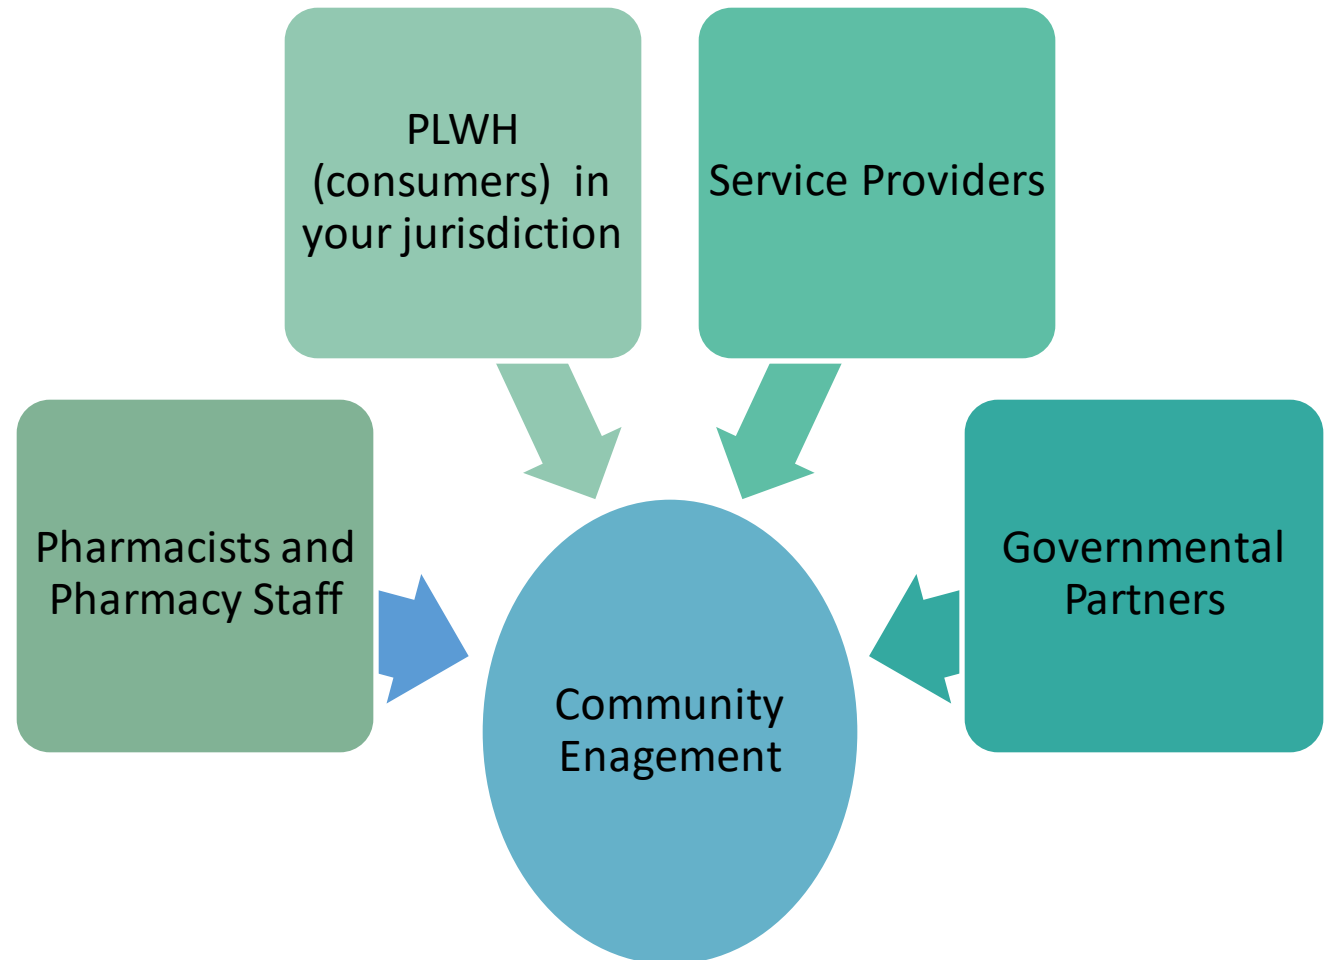 PLWH
(consumers)  in
your jurisdiction
Service Providers
Pharmacists and
Pharmacy Staff
Governmental
Partners
Community
Enagement